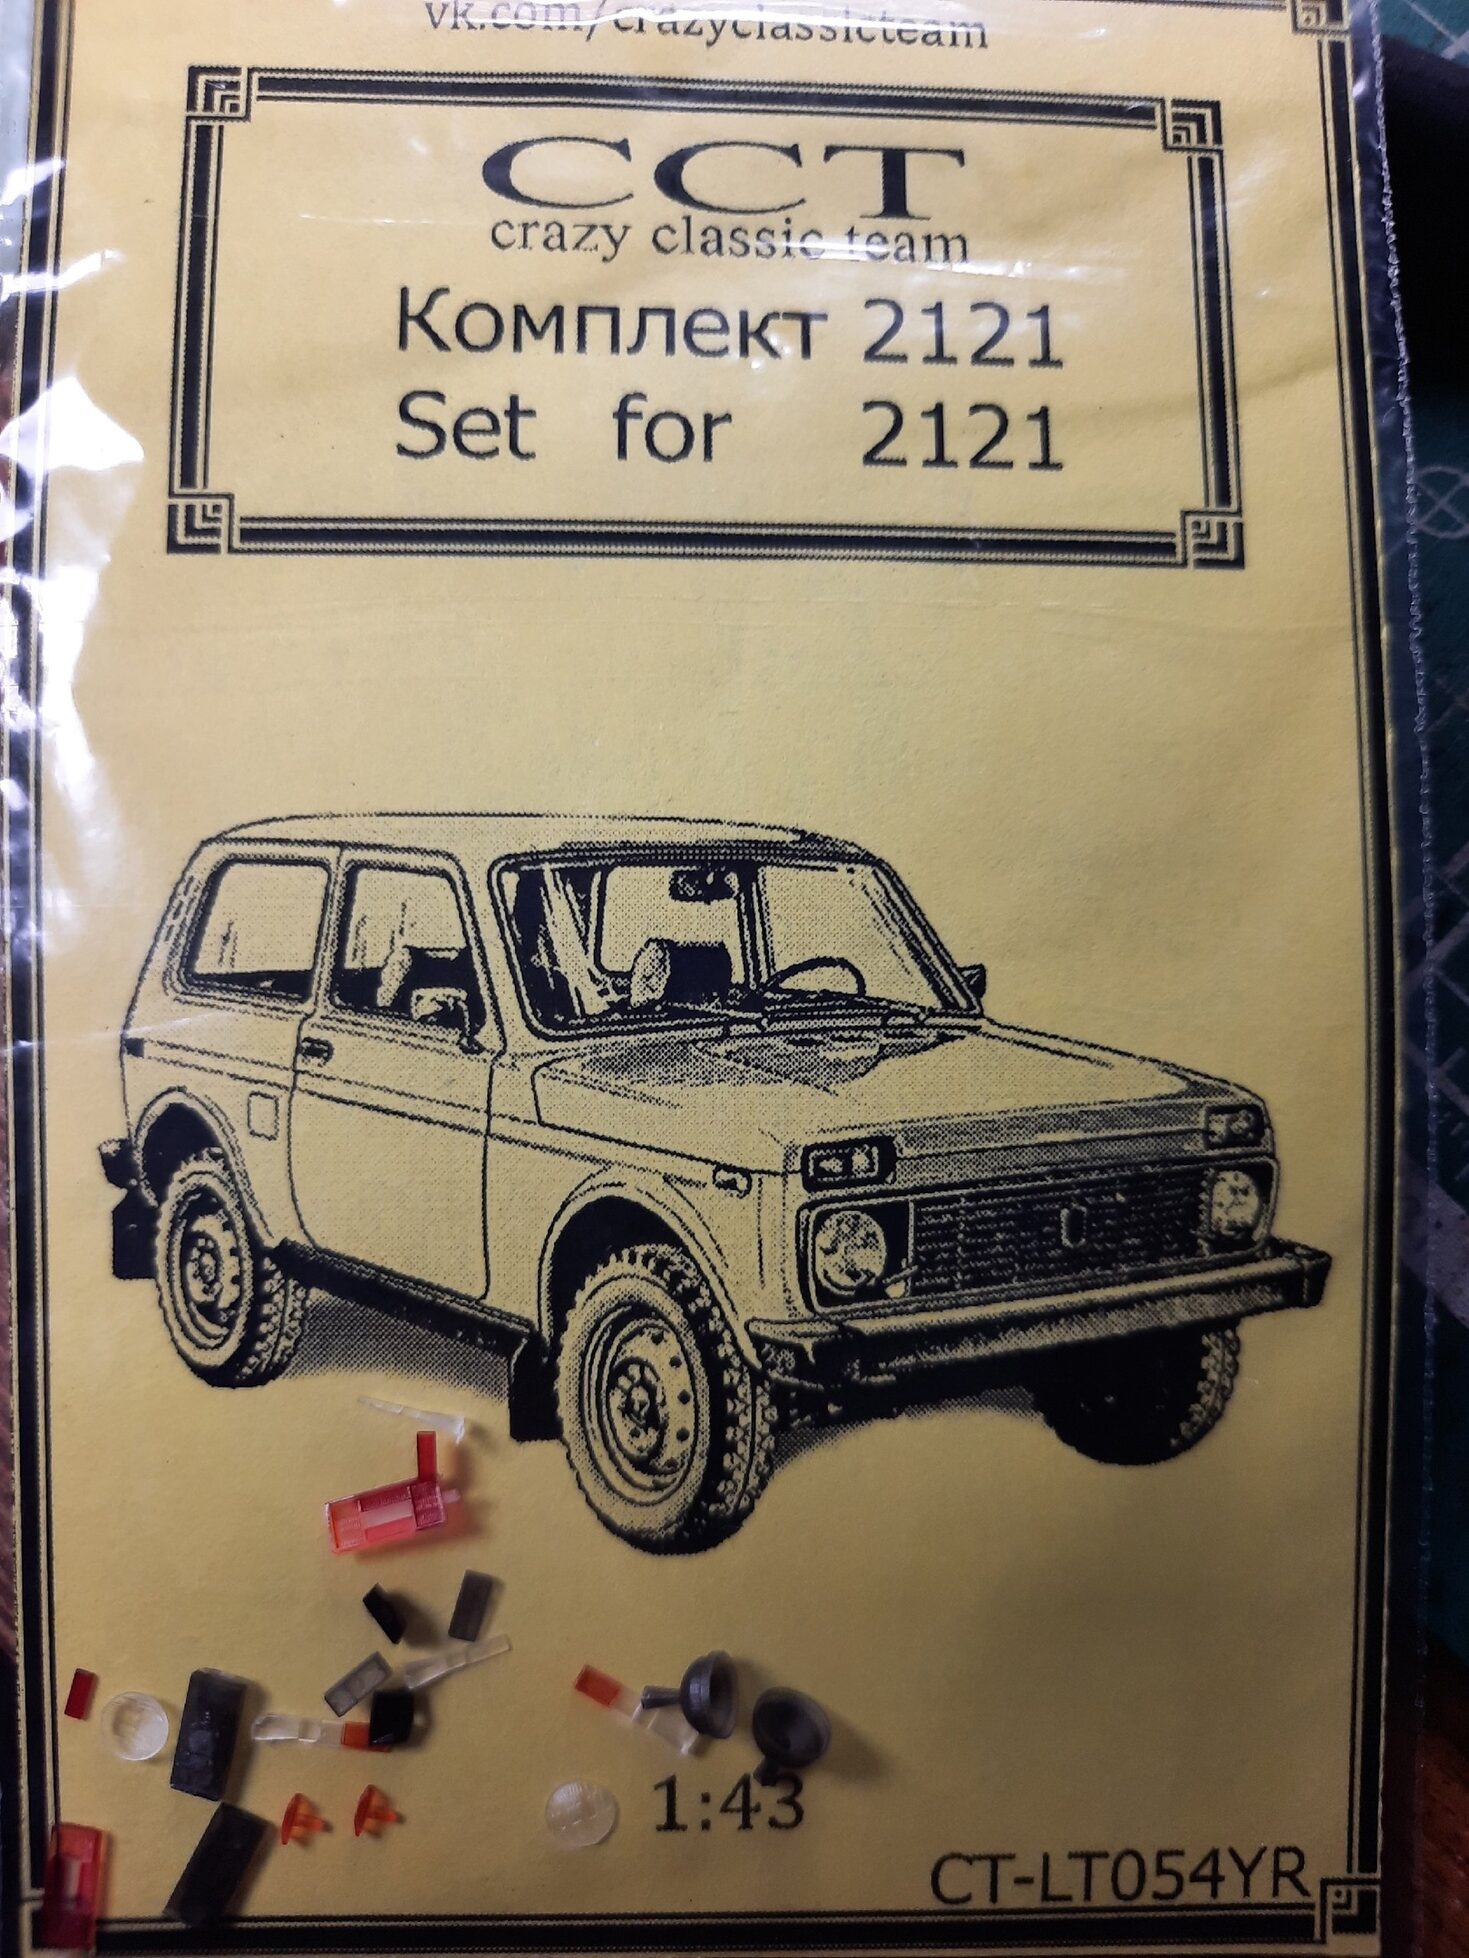 vk.com/crazyclassicteam
CCT
crazy classic team
Комплект 2121
Set for 2121
1:43
CT-LT054YR